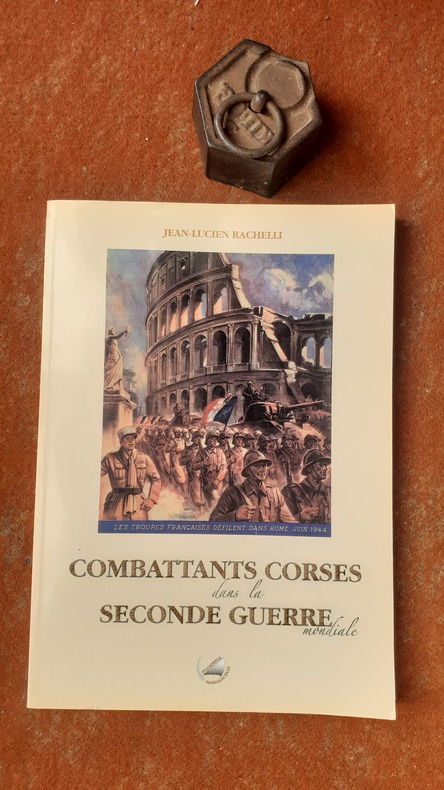 JEAN-LUCIEN RACHELLI
LES TROUPES FRANÇAISES DÉFILENT DANS ROME, JUIN 1944
COMBATTANTS CORSES
dans la
SECONDE GUERRE
mondiale